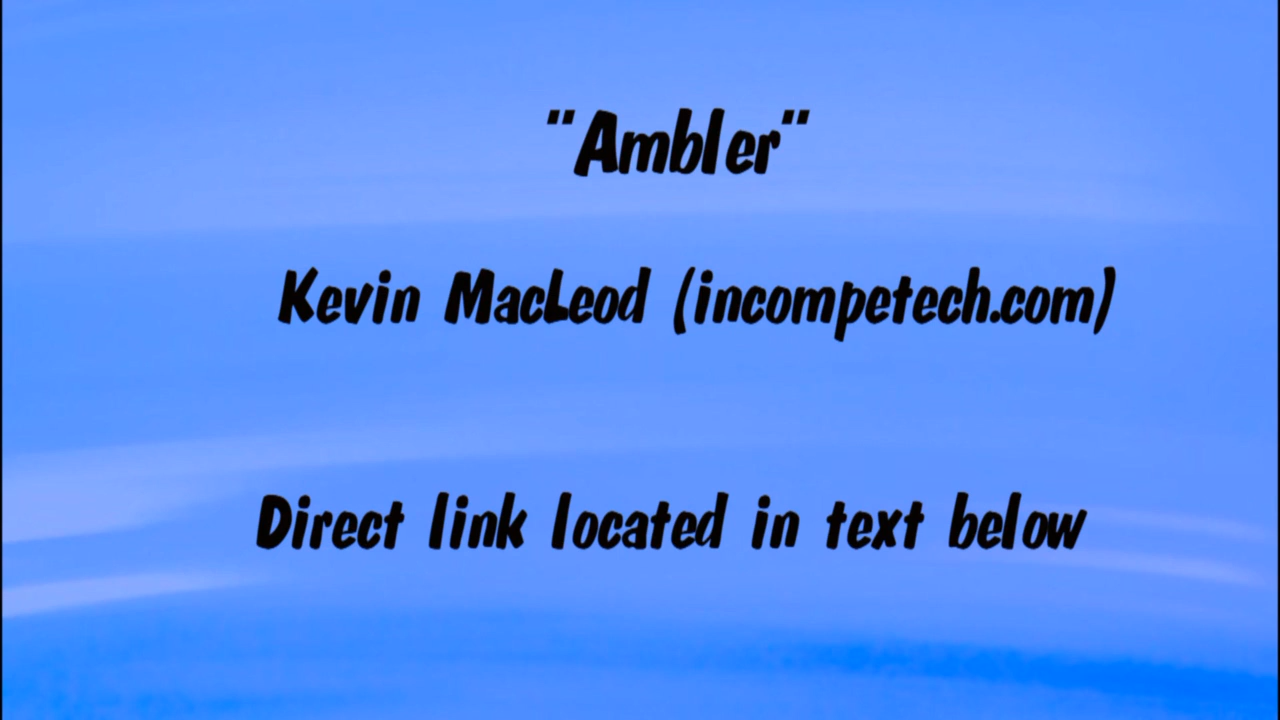 "Ambler"
Kevin MacLeod (incompetech.com)
Direct link located in text below